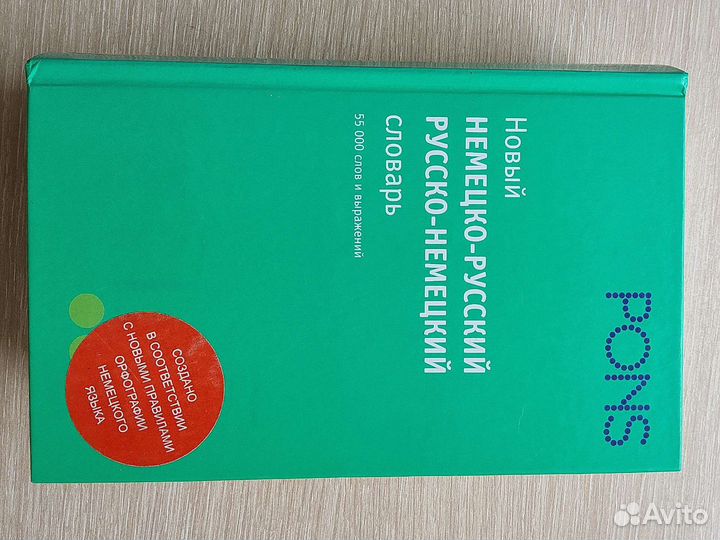 PONS
Новый
НЕМЕЦКО-РУССКИЙ
РУССКО-НЕМЕЦКИЙ
словарь
55 000 слов и выражений
СОЗДАНО
В СООТВЕТСТВИИ
С НОВЫМИ ПРАВИЛАМИ
ОРФОГРАФИИ
НЕМЕЦКОГО
ЯЗЫКА
Avito